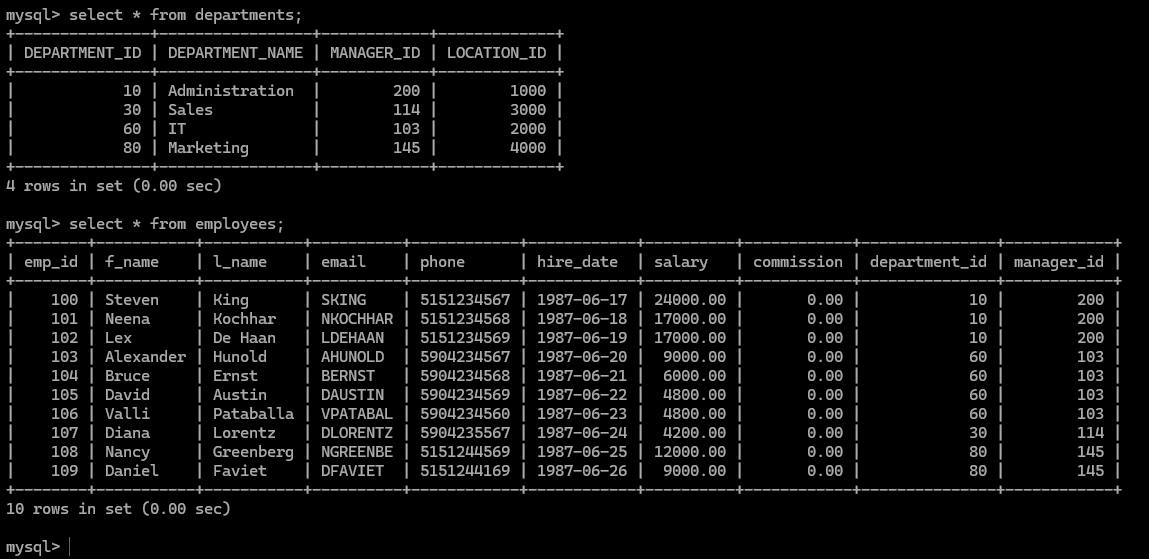 mysql> select * from departments;
+---------------+-----------------+------------+-------------+
| DEPARTMENT_ID | DEPARTMENT_NAME | MANAGER_ID | LOCATION_ID |
+---------------+-----------------+------------+-------------+
|            10 | Administration  |        200 |        1000 |
|            30 | Sales           |        114 |        3000 |
|            60 | IT              |        103 |        2000 |
|            80 | Marketing       |        145 |        4000 |
+---------------+-----------------+------------+-------------+
4 rows in set (0.00 sec)

mysql> select * from employees;
+--------+-----------+-----------+----------+------------+------------+----------+------------+---------------+------------+
| emp_id | f_name    | l_name    | email    | phone      | hire_date  | salary   | commission | department_id | manager_id |
+--------+-----------+-----------+----------+------------+------------+----------+------------+---------------+------------+
|    100 | Steven    | King      | SKING    | 5151234567 | 1987-06-17 | 24000.00 |       0.00 |            10 |        200 |
|    101 | Neena     | Kochhar   | NKOCHHAR | 5151234568 | 1987-06-18 | 17000.00 |       0.00 |            10 |        200 |
|    102 | Lex       | De Haan   | LDEHAAN  | 5151234569 | 1987-06-19 | 17000.00 |       0.00 |            10 |        200 |
|    103 | Alexander | Hunold    | AHUNOLD  | 5904234567 | 1987-06-20 |  9000.00 |       0.00 |            60 |        103 |
|    104 | Bruce     | Ernst     | BERNST   | 5904234568 | 1987-06-21 |  6000.00 |       0.00 |            60 |        103 |
|    105 | David     | Austin    | DAUSTIN  | 5904234569 | 1987-06-22 |  4800.00 |       0.00 |            60 |        103 |
|    106 | Valli     | Pataballa | VPATABAL | 5904234560 | 1987-06-23 |  4800.00 |       0.00 |            60 |        103 |
|    107 | Diana     | Lorentz   | DLORENTZ | 5904235567 | 1987-06-24 |  4200.00 |       0.00 |            30 |        114 |
|    108 | Nancy     | Greenberg | NGREENBE | 5151244569 | 1987-06-25 | 12000.00 |       0.00 |            80 |        145 |
|    109 | Daniel    | Faviet    | DFAVIET  | 5151244169 | 1987-06-26 |  9000.00 |       0.00 |            80 |        145 |
+--------+-----------+-----------+----------+------------+------------+----------+------------+---------------+------------+
10 rows in set (0.00 sec)

mysql>